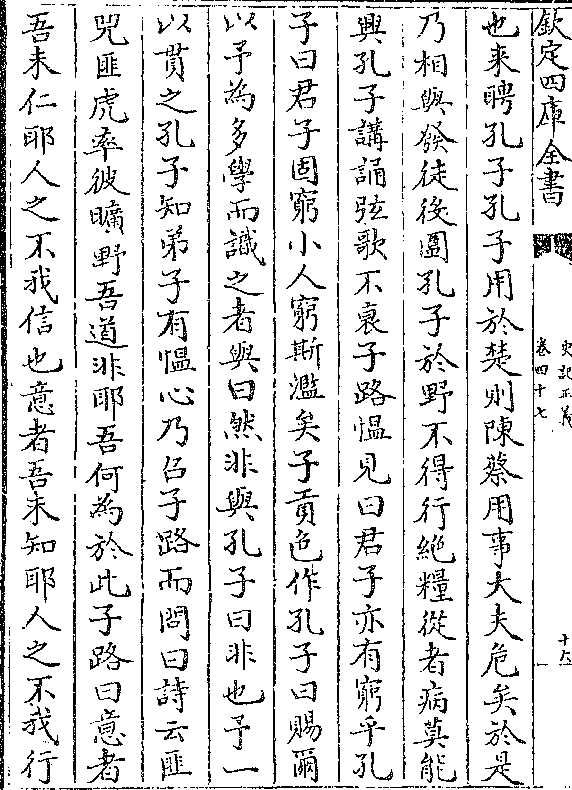 欽定四庫全書
史記正義
卷四十七
十六
也來聘孔子孔子用於楚則陳蔡用事大夫危矣於是
乃相與發徒役圍孔子於野不得行絶糧從者病莫能
興孔子講誦弦歌不衰子路慍見曰君子亦有窮乎孔
子曰君子固窮小人窮斯濫矣子貢色作孔子曰賜爾
以予為多學而識之者與曰然非與孔子曰非也予一
以貫之孔子知弟子有慍心乃召子路而問曰詩云匪
兕匪虎率彼曠野吾道非耶吾何為於此子路曰意者
吾未仁耶人之不我信也意者吾未知耶人之不我行